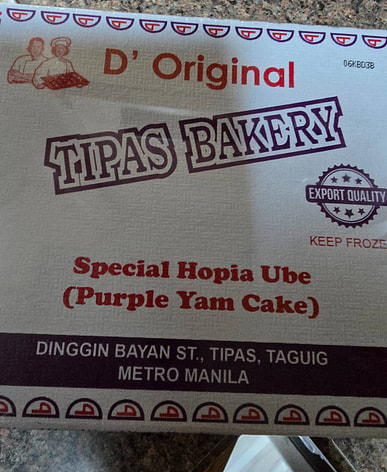 D' Original
06KBD3B
TIPAS BAKERY
EXPORT QUALITY
KEEP FROZE
Special Hopia Ube
(Purple Yam Cake)
DINGGIN BAYAN ST., TIPAS, TAGUIG
METRO MANILA